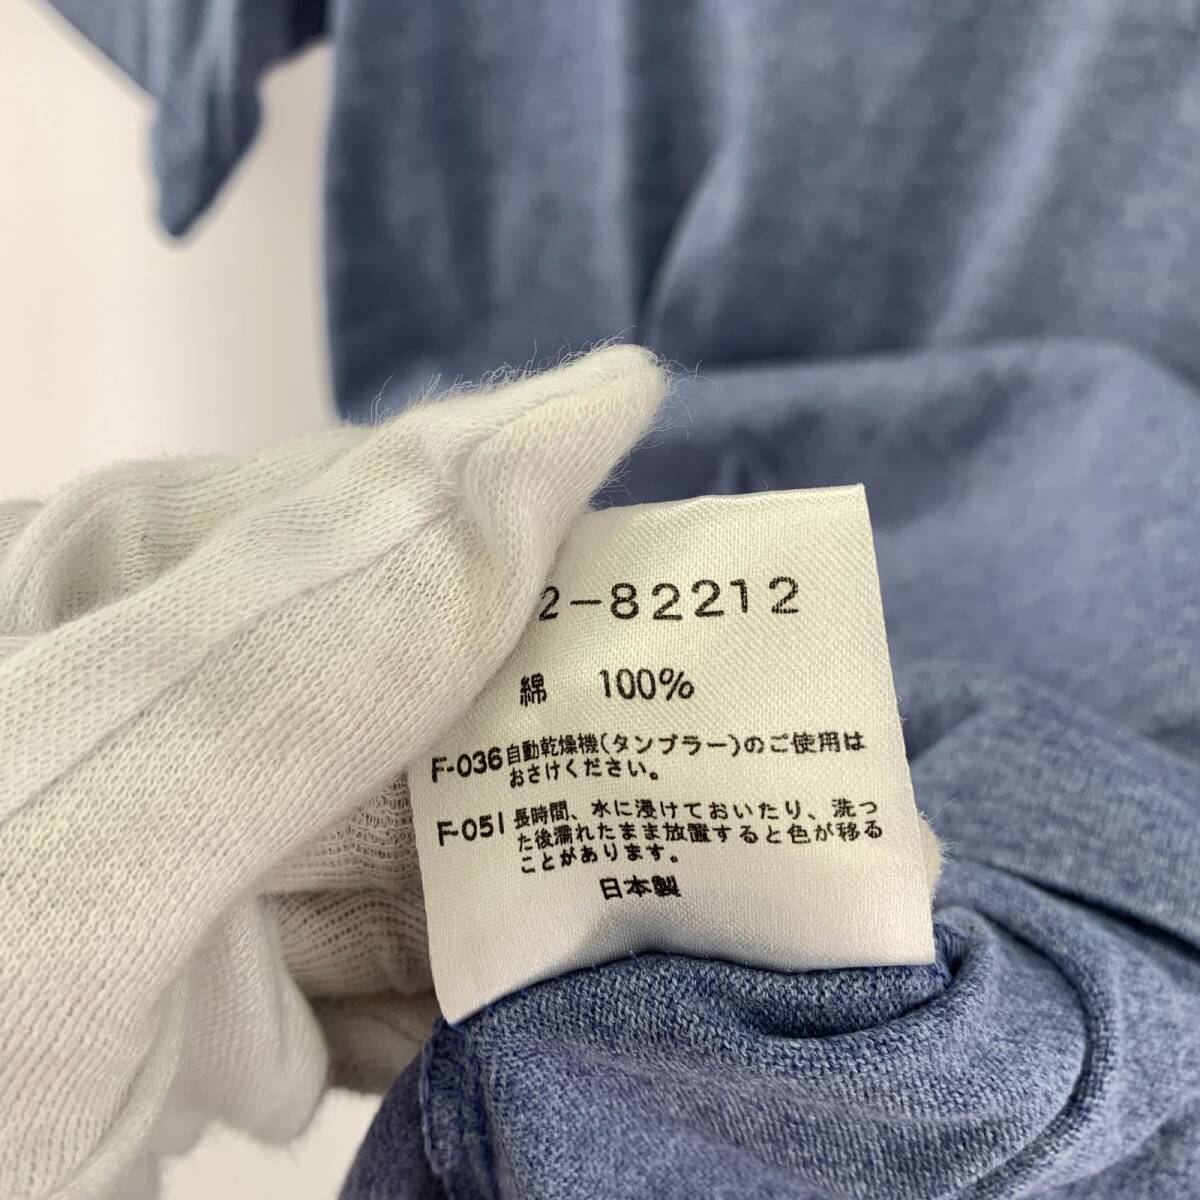 2-82212
綿 100%
F-036 自動乾燥機(タンブラー)のご使用は
おさけください。
F-051 長時間、水に浸けておいたり、洗っ
た後濡れたまま放置すると色が移る
ことがあります。
日本製